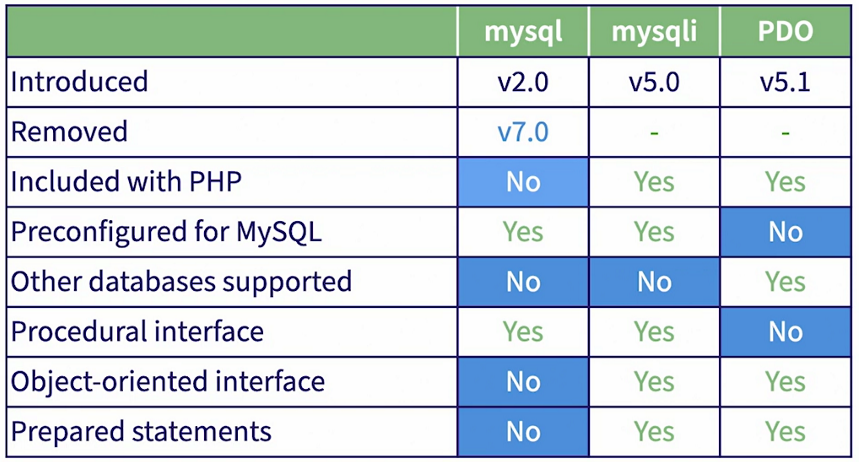 mysql mysqli PDO
Introduced v2.0 v5.0 v5.1
Removed v7.0 - -
Included with PHP No Yes Yes
Preconfigured for MySQL Yes Yes No
Other databases supported No No Yes
Procedural interface Yes Yes No
Object-oriented interface No Yes Yes
Prepared statements No Yes Yes